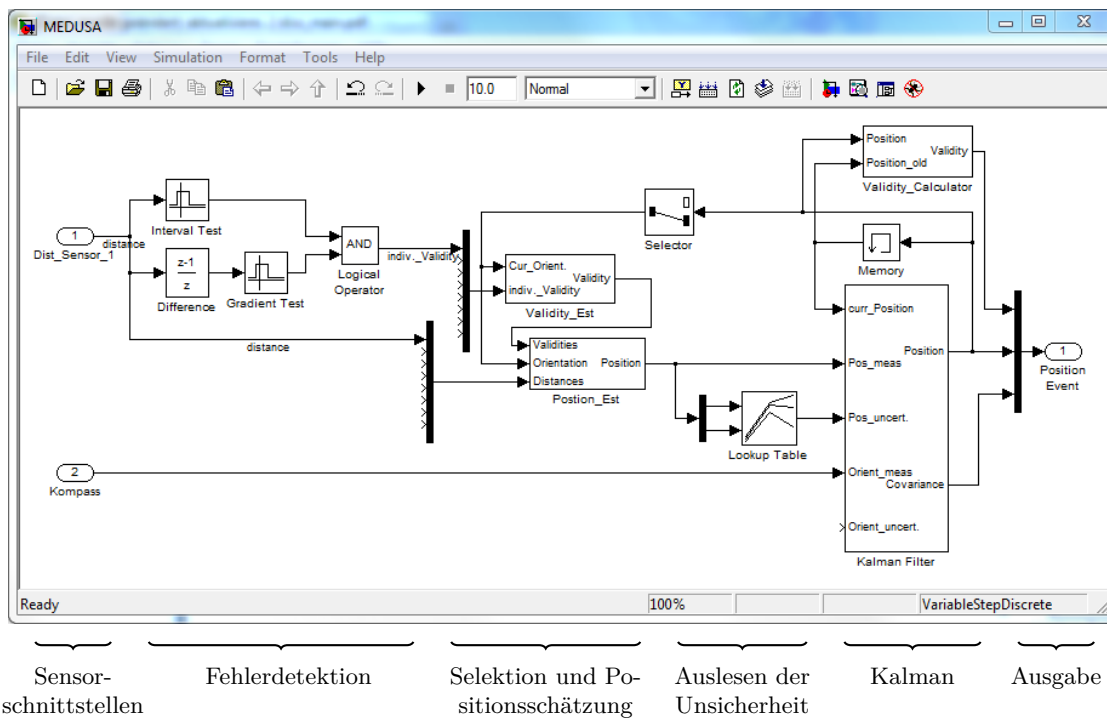 MEDUSA
File Edit View Simulation Format Tools Help
10.0 Normal
Position
Validity
Position_old
Validity_Calculator
Interval Test
1
distance
Dist_Sensor_1
AND
indiv._Validity
Logical
Operator
z-1
z
Difference
Gradient Test
Selector
Memory
Cur_Orient.
Validity
indiv._Validity
Validity_Est
distance
Validities
Orientation Position
Distances
Postion_Est
Lookup Table
curr_Position
Position
Pos_meas
Pos_uncert.
Orient_meas
Covariance
Orient_uncert.
Kalman Filter
1
Position
Event
2
Kompass
Ready 100% VariableStepDiscrete
Sensor-
schnittstellen
Fehlerdetektion
Selektion und Po-
sitionsschätzung
Auslesen der
Unsicherheit
Kalman
Ausgabe